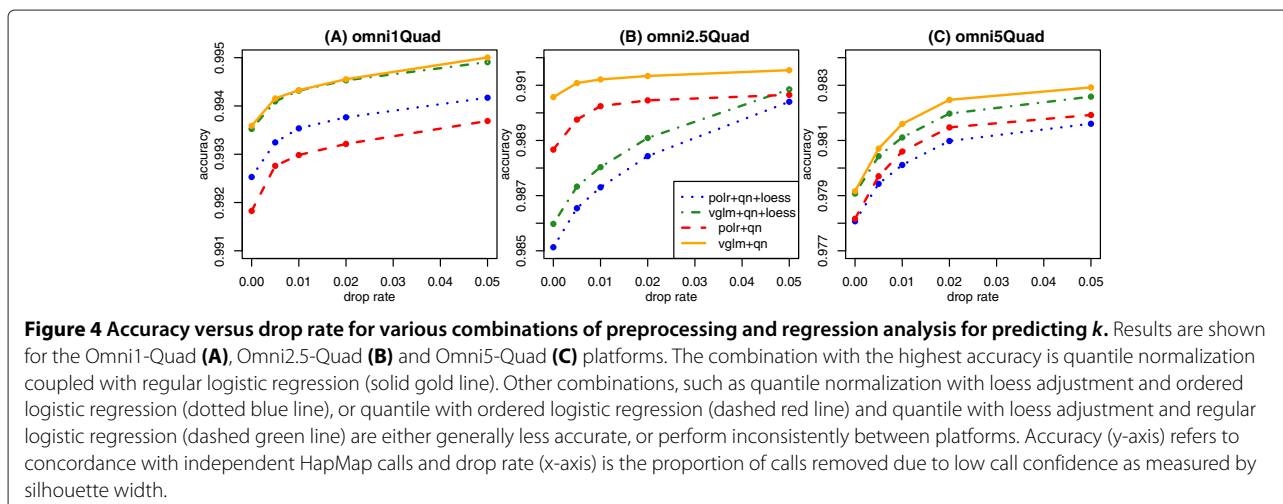 (A) omni1Quad
accuracy
0.991 0.992 0.993 0.994 0.995
0.00 0.01 0.02 0.03 0.04 0.05
drop rate
(B) omni2.5Quad
accuracy
0.985 0.987 0.989 0.991
polr+qn+loess
vglm+qn+loess
polr+qn
vglm+qn
0.00 0.01 0.02 0.03 0.04 0.05
drop rate
(C) omni5Quad
accuracy
0.977 0.979 0.981 0.983
0.00 0.01 0.02 0.03 0.04 0.05
drop rate
Figure 4 Accuracy versus drop rate for various combinations of preprocessing and regression analysis for predicting k. Results are shown
for the Omni1-Quad (A), Omni2.5-Quad (B) and Omni5-Quad (C) platforms. The combination with the highest accuracy is quantile normalization
coupled with regular logistic regression (solid gold line). Other combinations, such as quantile normalization with loess adjustment and ordered
logistic regression (dotted blue line), or quantile with ordered logistic regression (dashed red line) and quantile with loess adjustment and regular
logistic regression (dashed green line) are either generally less accurate, or perform inconsistently between platforms. Accuracy (y-axis) refers to
concordance with independent HapMap calls and drop rate (x-axis) is the proportion of calls removed due to low call confidence as measured by
silhouette width.